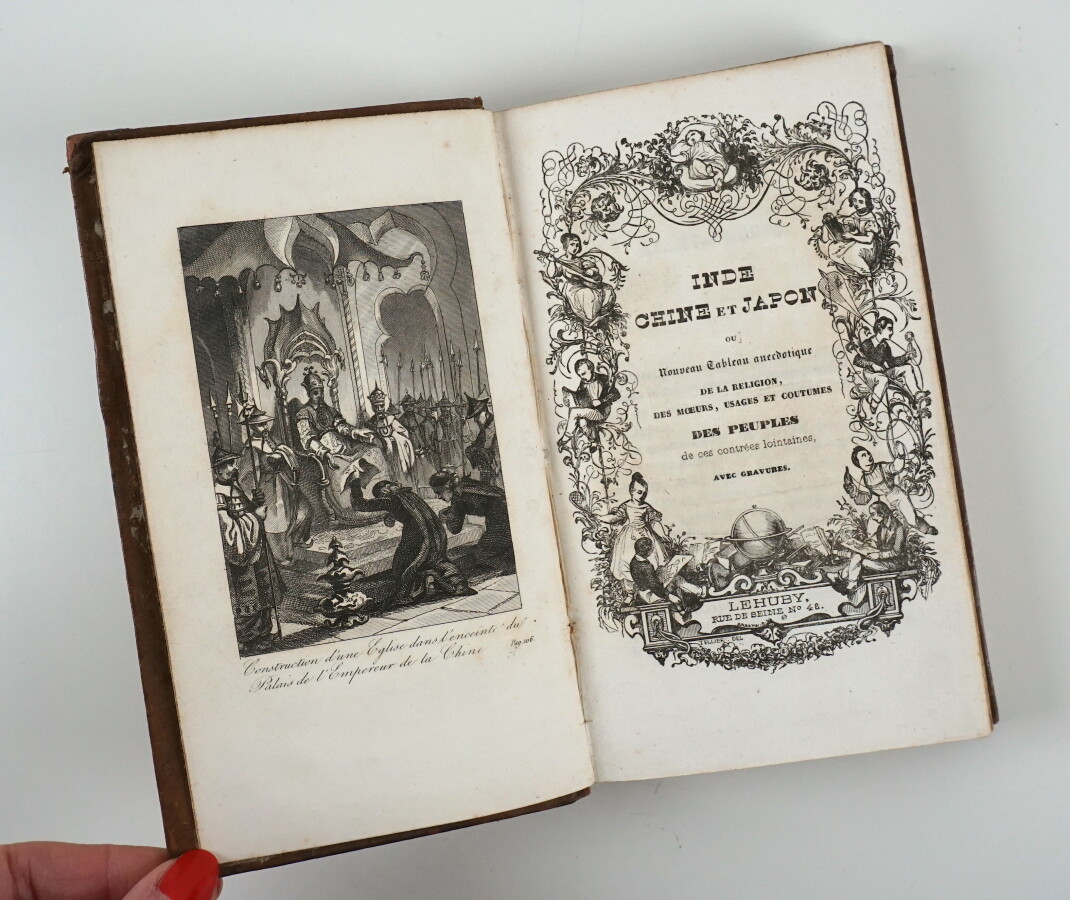 Construction d'une Eglise dans l'enceinte du
Palais de l'Empereur de la Chine
Pag. 106.
INDE
CHINE ET JAPON
OU
Nouveau Tableau anecdotique
DE LA RELIGION,
DES MŒURS, USAGES ET COUTUMES
DES PEUPLES
de ces contrées lointaines,
AVEC GRAVURES.
LEHUBY,
RUE DE SEINE, No 48.
TELLIER. DEL